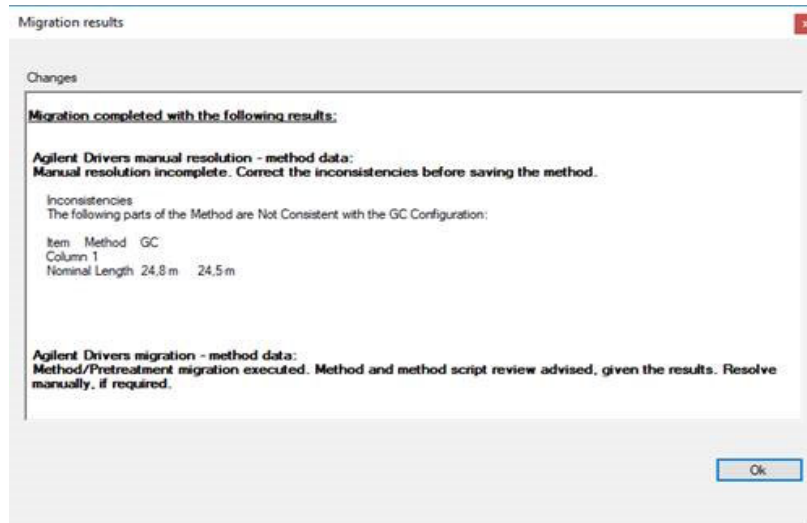 Migration results
x
Changes
Migration completed with the following results:
Agilent Drivers manual resolution - method data:
Manual resolution incomplete. Correct the inconsistencies before saving the method.
Inconsistencies
The following parts of the Method are Not Consistent with the GC Configuration:
Item Method GC
Column 1
Nominal Length 24,8 m 24,5 m
Agilent Drivers migration - method data:
Method/Pretreatment migration executed. Method and method script review advised, given the results. Resolve
manually, if required.
Ok